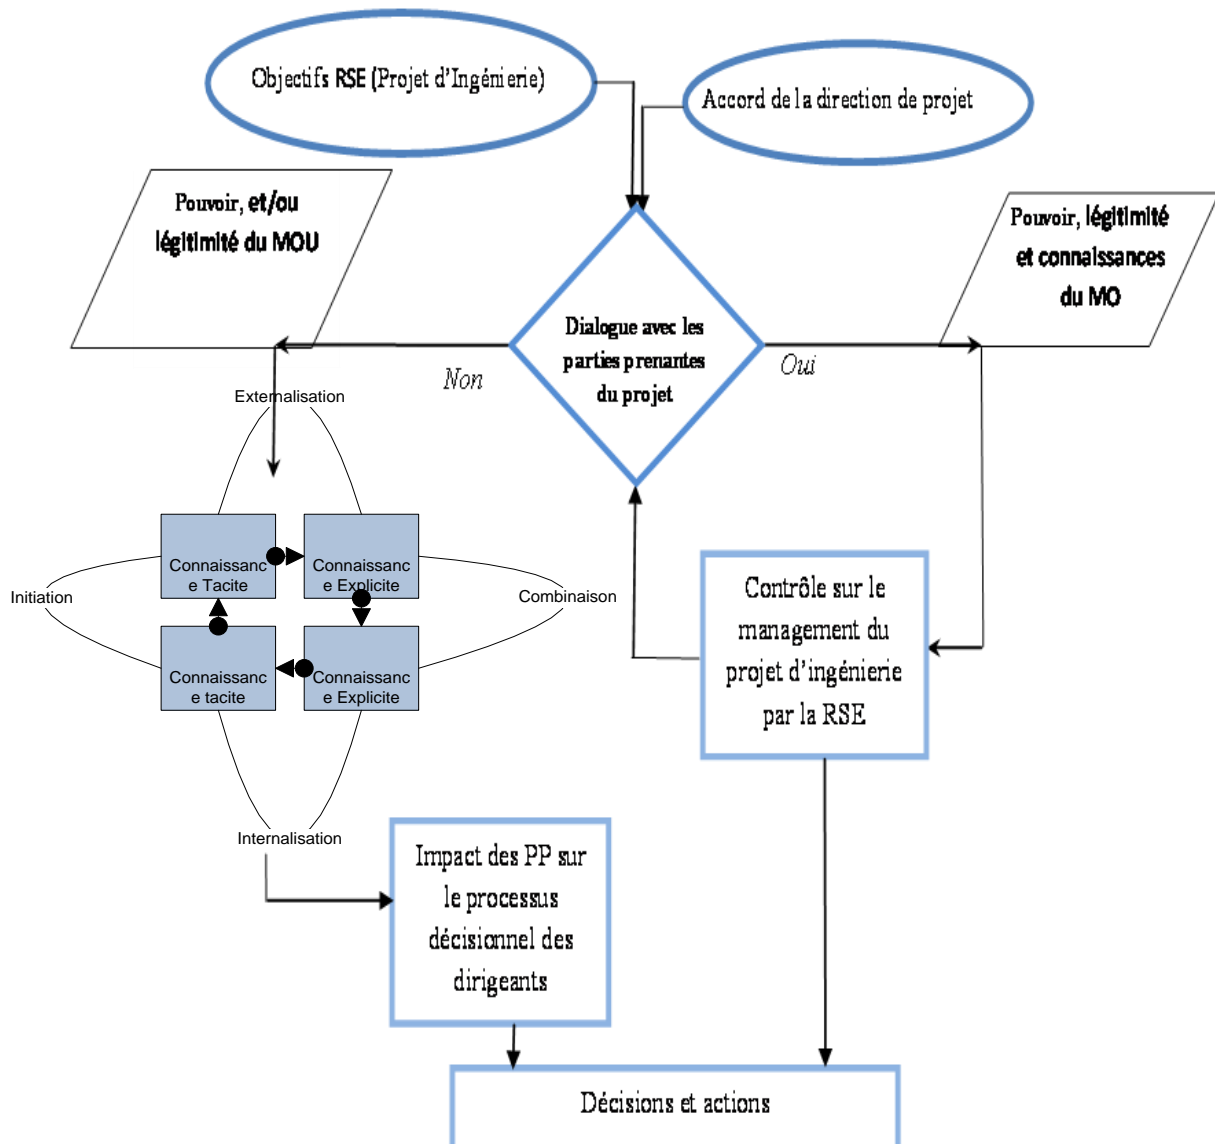 Objectifs RSE (Projet d'Ingénierie)
Accord de la direction de projet
Pouvoir, et/ou
légitimité du MOU
Pouvoir, légitimité
et connaissances
du MO
Dialogue avec les
parties prenantes
du projet
Non
Oui
Externalisation
Connaissanc
e Tacite
Connaissanc
e Explicite
Initiation
Combinaison
Connaissanc
e tacite
Connaissanc
e Explicite
Internalisation
Contrôle sur le
management du
projet d'ingénierie
par la RSE
Impact des PP sur
le processus
décisionnel des
dirigeants
Décisions et actions